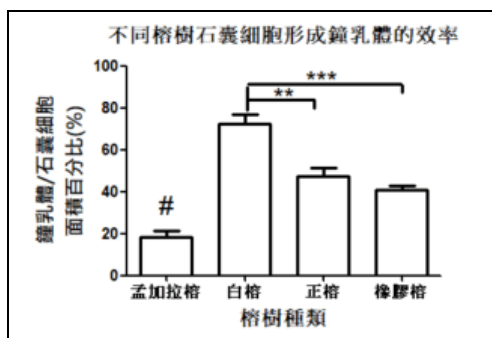 不同榕樹石囊細胞形成鐘乳體的效率
鐘乳體/石囊細胞
面積百分比(%)
100
80
60
40
20
0
***
**
#
孟加拉榕 白榕 正榕 橡膠榕
榕樹種類